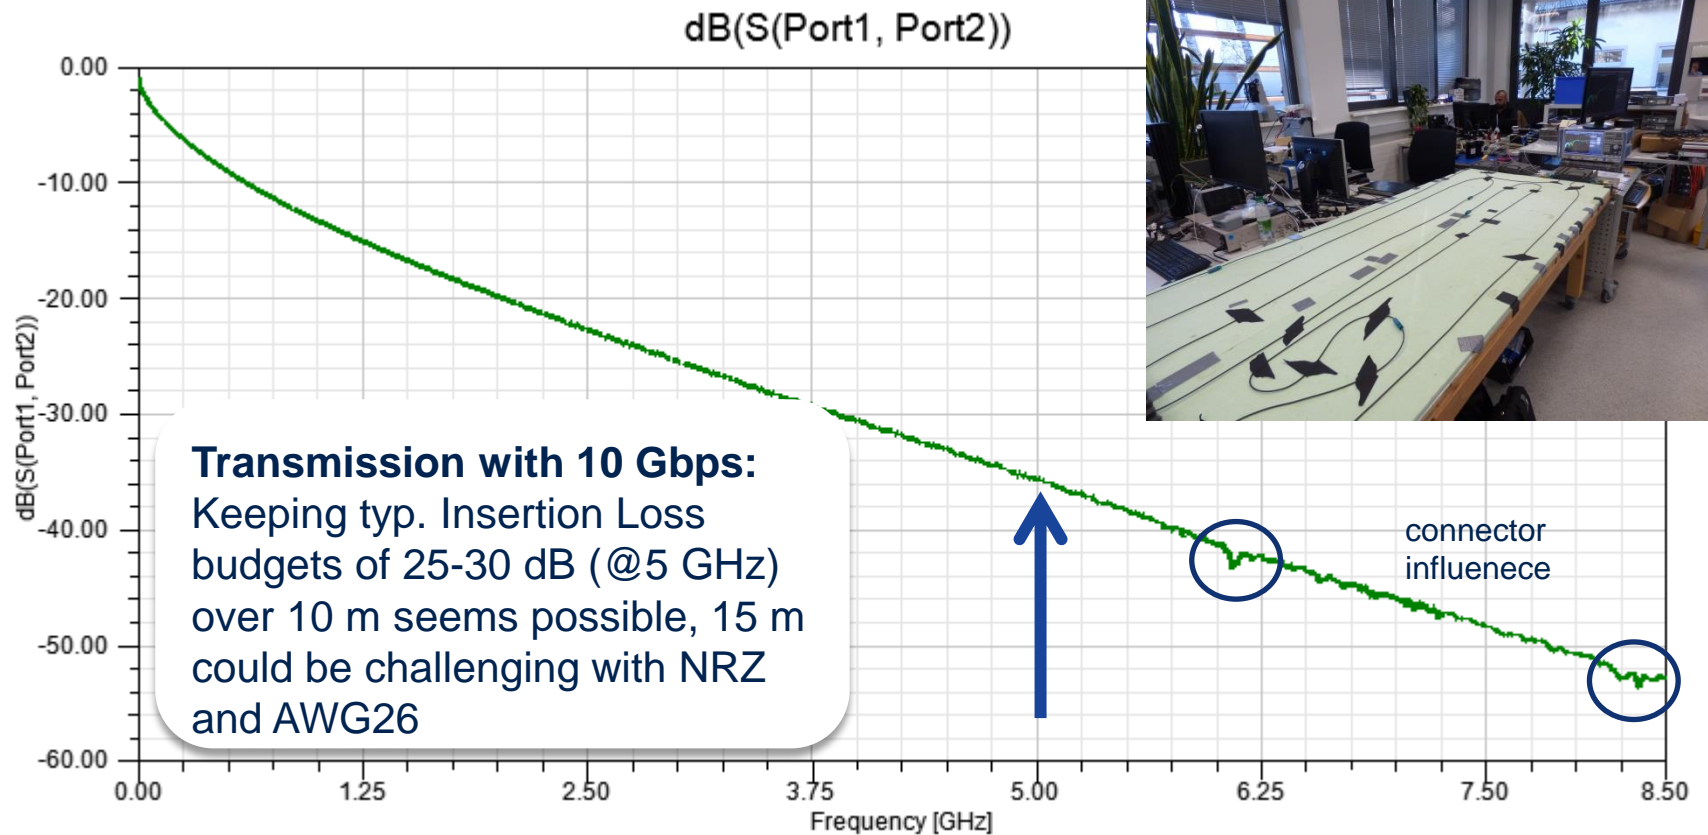 dB(S(Port1, Port2))
0.00
-10.00
-20.00
-30.00
-40.00
-50.00
-60.00
dB(S(Port1, Port2))
Transmission with 10 Gbps:
Keeping typ. Insertion Loss
budgets of 25-30 dB (@5 GHz)
over 10 m seems possible, 15 m
could be challenging with NRZ
and AWG26
connector
influenece
0.00 1.25 2.50 3.75 5.00 6.25 7.50 8.50
Frequency [GHz]